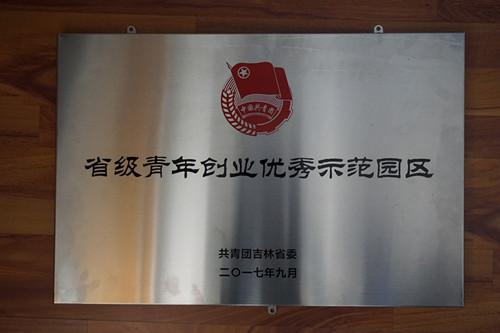 中国共青团
省级青年创业优秀示范园区
共青团吉林省委
二〇一七年九月